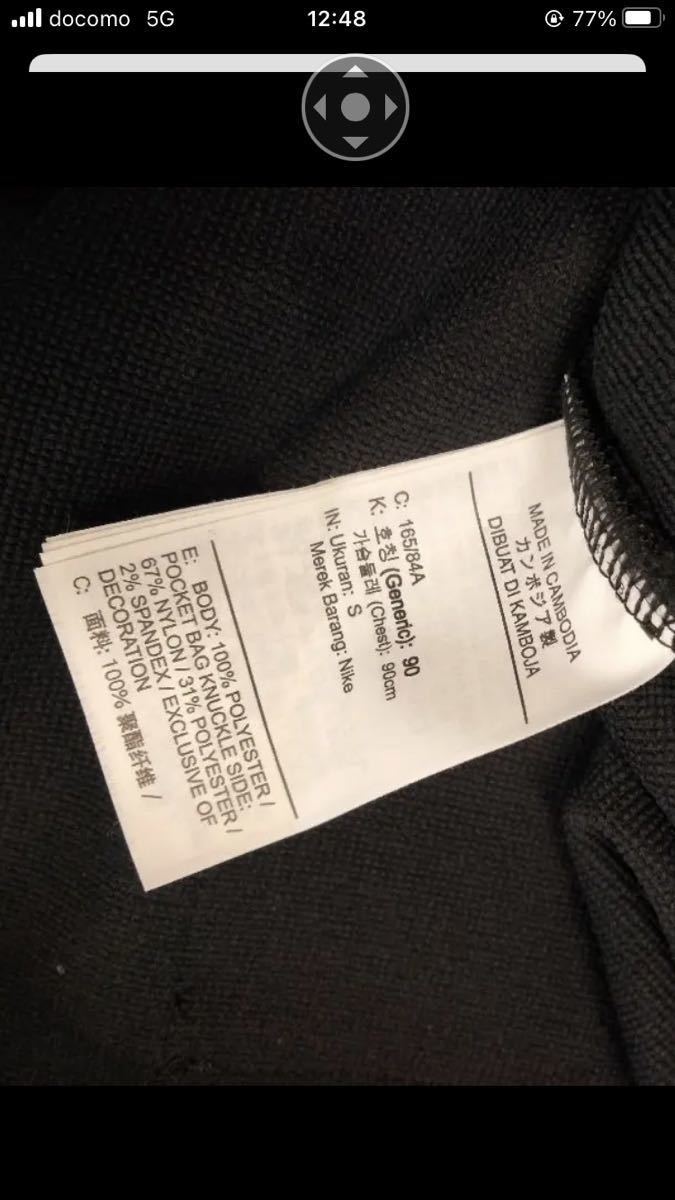 docomo 5G
12:48
77%
MADE IN CAMBODIA
カンボジア製
DIBUAT DI KAMBOJA
C: 165/84A
K: 호칭 (Generic): 90
가슴둘레 (Chest): 90cm
IN: Ukuran: S
Merek Barang: Nike
E: BODY: 100% POLYESTER /
POCKET BAG KNUCKLE SIDE:
67% NYLON / 31% POLYESTER /
2% SPANDEX / EXCLUSIVE OF
DECORATION
C: 面料: 100% 聚酯纤维 /